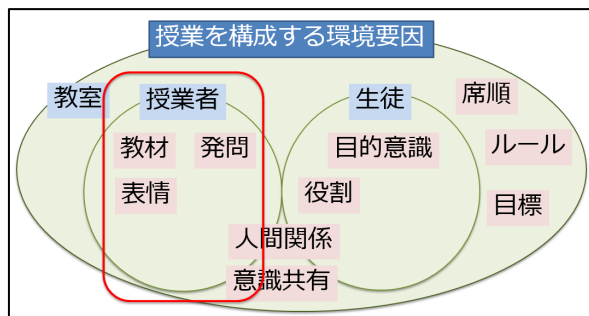 授業を構成する環境要因
教室
授業者
生徒
席順
教材
発問
目的意識
ルール
表情
役割
目標
人間関係
意識共有